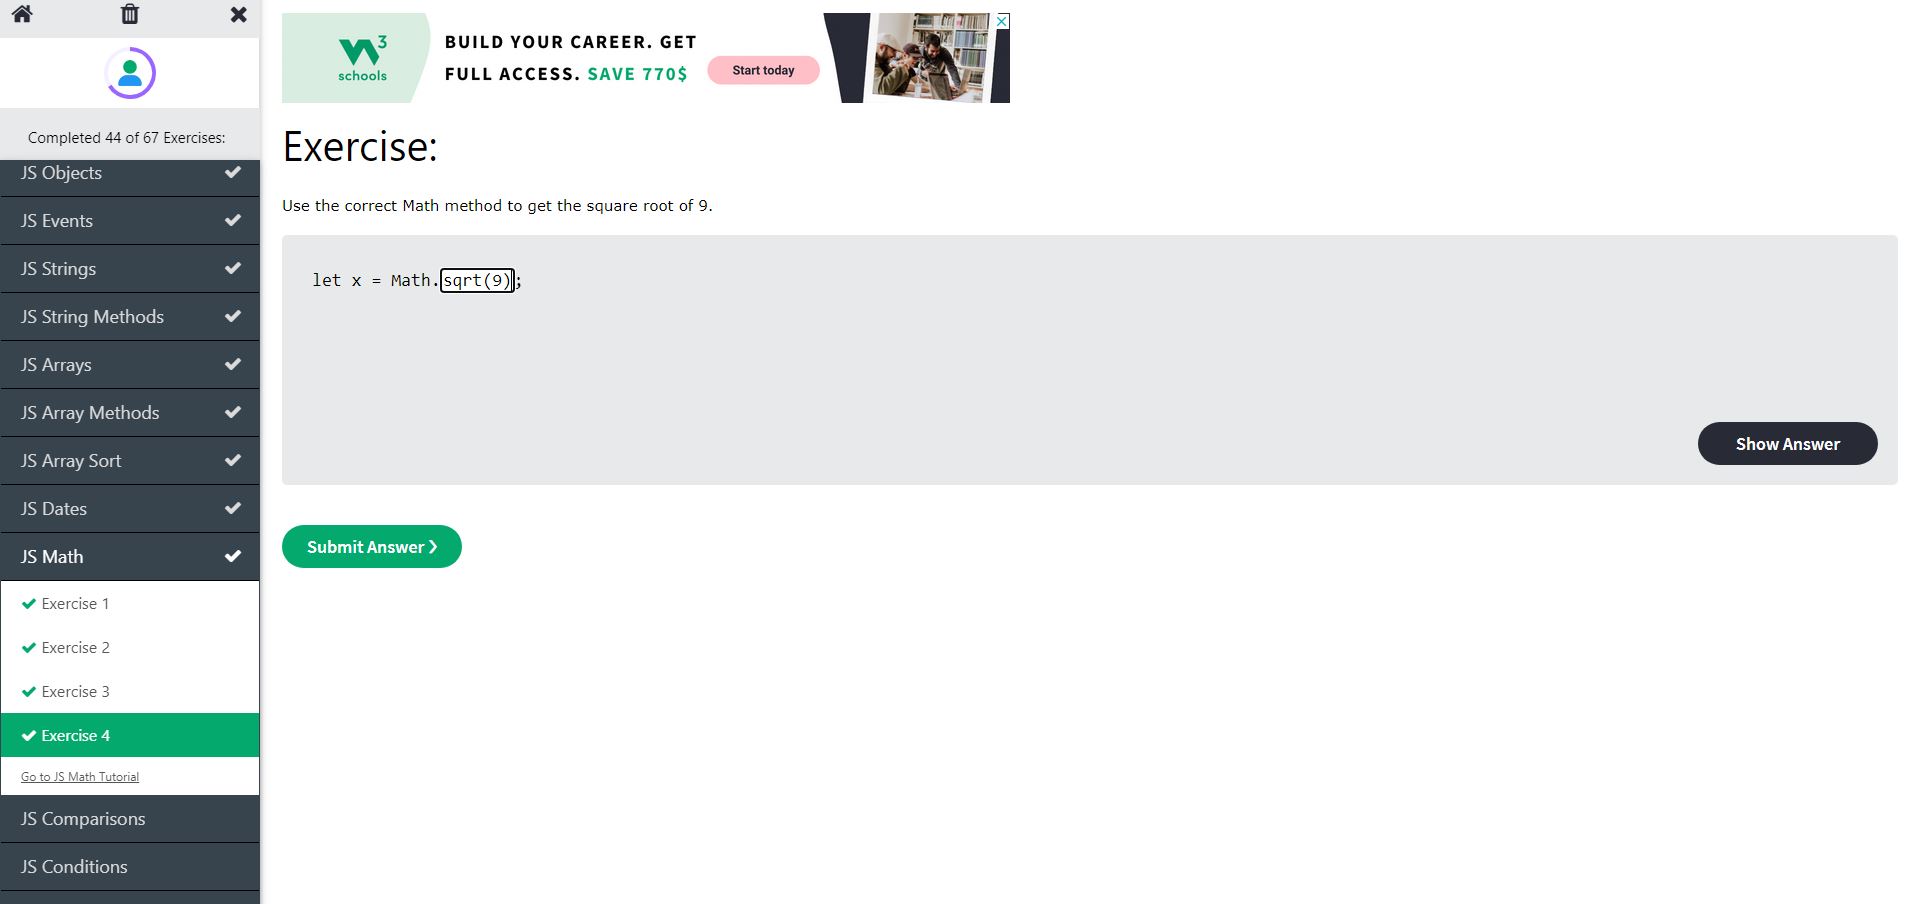 Completed 44 of 67 Exercises:
JS Objects
JS Events
JS Strings
JS String Methods
JS Arrays
JS Array Methods
JS Array Sort
JS Dates
JS Math
Exercise 1
Exercise 2
Exercise 3
Exercise 4
Go to JS Math Tutorial
JS Comparisons
JS Conditions
W3
schools
BUILD YOUR CAREER. GET
FULL ACCESS. SAVE 770$
Start today
Exercise:
Use the correct Math method to get the square root of 9.
let x = Math.sqrt(9);
Show Answer
Submit Answer ❯